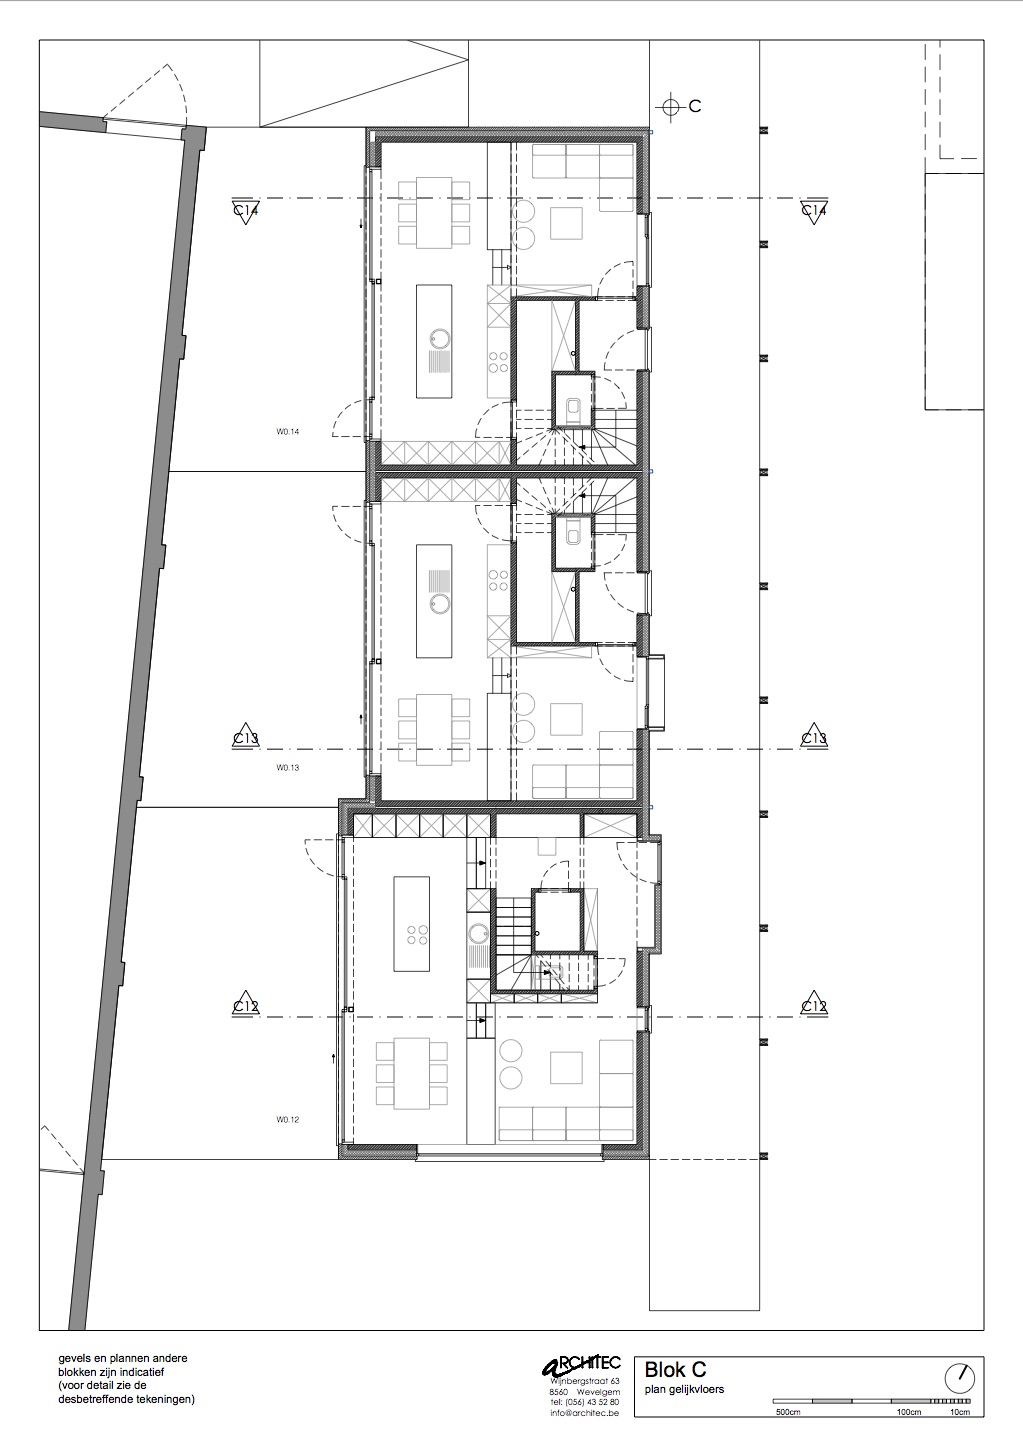 C
C14
C14
W0.14
C13
C13
W0.13
C12
C12
W0.12
gevels en plannen andere
blokken zijn indicatief
(voor detail zie de
desbetreffende tekeningen)
ARCHITEC
Wijnbergstraat 63
8560 Wevelgem
tel: (056) 43 52 80
info@architec.be
Blok C
plan gelijkvloers
500cm 100cm 10cm